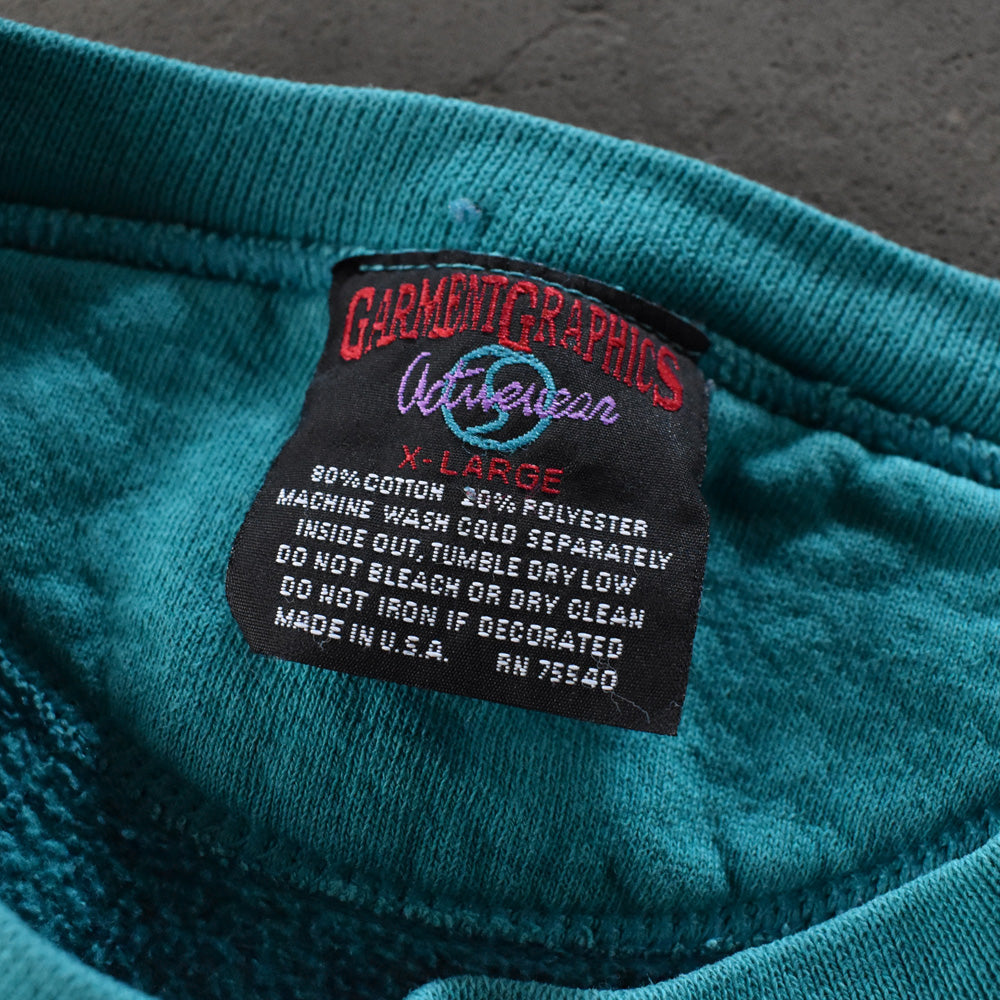 GARMENTGRAPHICS
Activewear
X-LARGE
80% COTTON 20% POLYESTER
MACHINE WASH COLD SEPARATELY
INSIDE OUT, TUMBLE DRY LOW
DO NOT BLEACH OR DRY CLEAN
DO NOT IRON IF DECORATED
MADE IN U.S.A. RN 75540